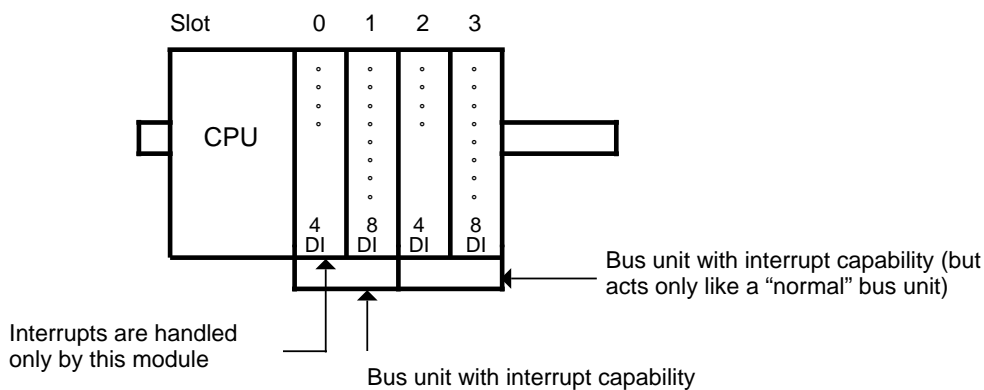 Slot 0 1 2 3
CPU
4 8 4 8
DI DI DI DI
Bus unit with interrupt capability (but
acts only like a “normal” bus unit)
Interrupts are handled
only by this module
Bus unit with interrupt capability